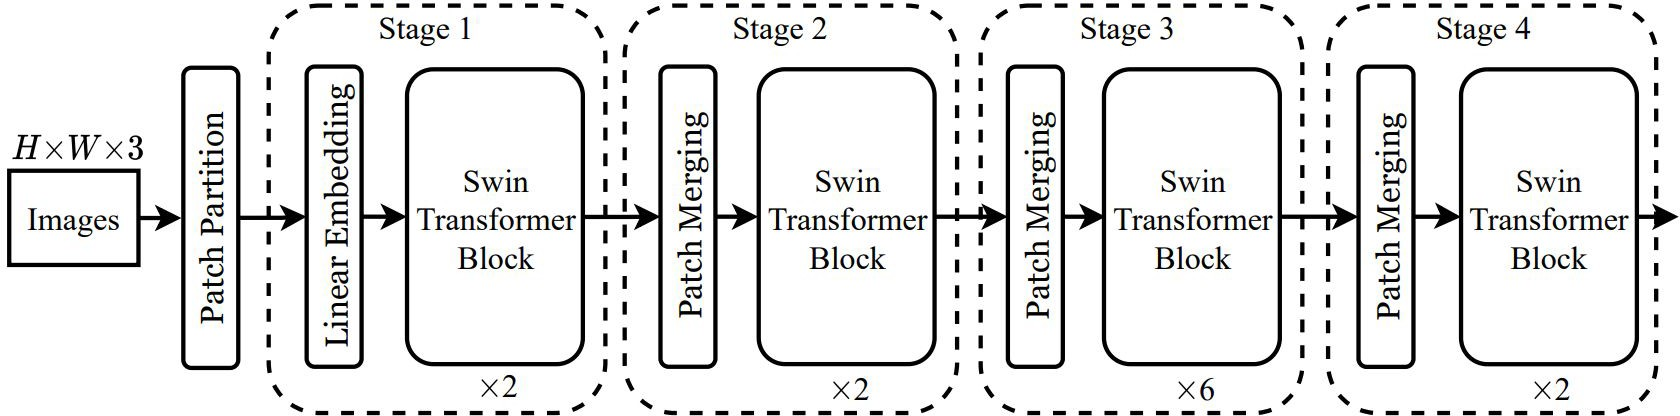 H×W×3
Images
Patch Partition
Stage 1
Linear Embedding
Swin
Transformer
Block
×2
Stage 2
Patch Merging
Swin
Transformer
Block
×2
Stage 3
Patch Merging
Swin
Transformer
Block
×6
Stage 4
Patch Merging
Swin
Transformer
Block
×2